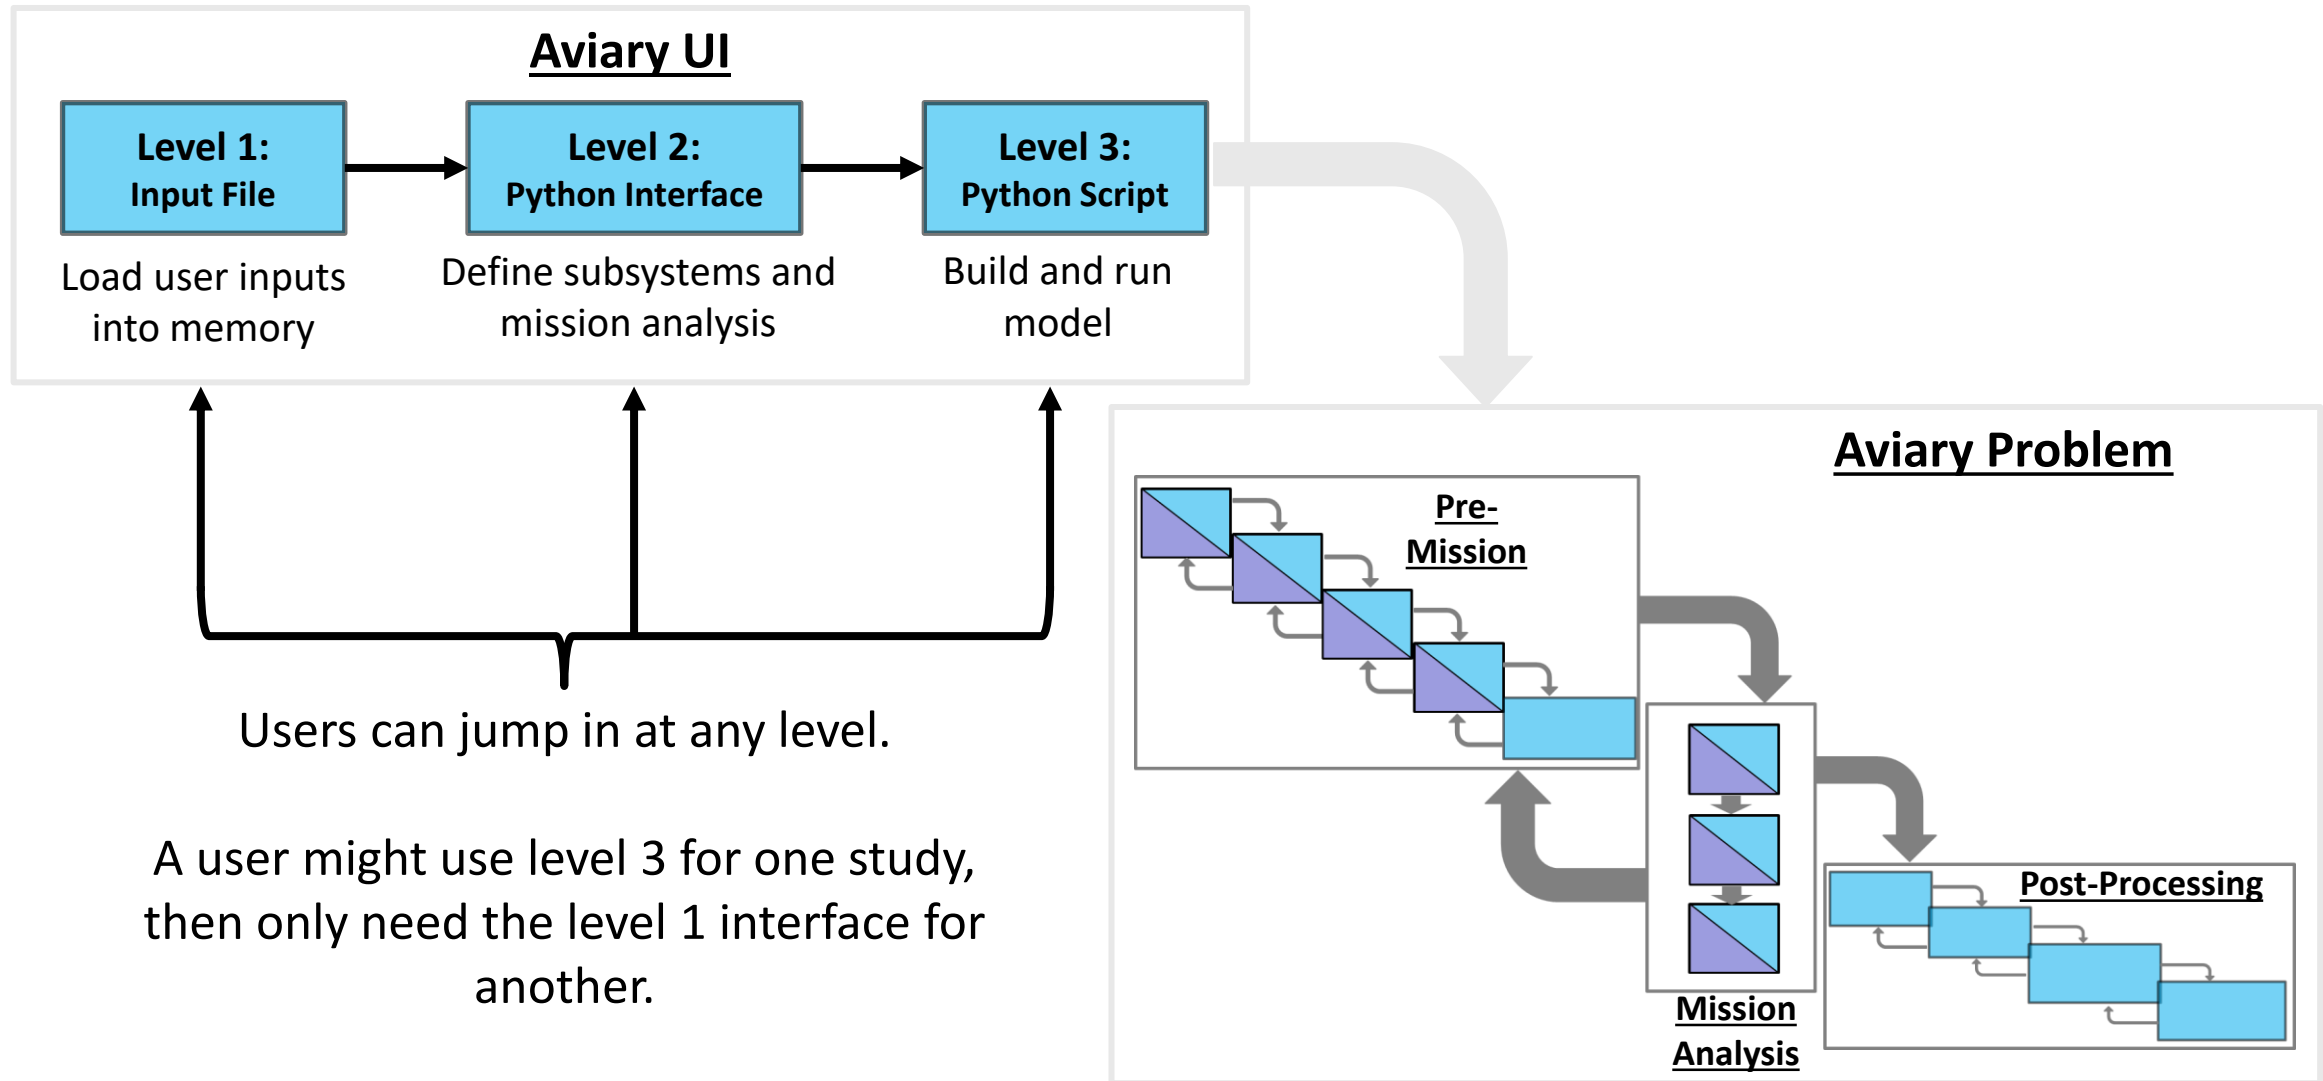 Aviary UI
Level 1:
Input File
Level 2:
Python Interface
Level 3:
Python Script
Load user inputs
into memory
Define subsystems and
mission analysis
Build and run
model
Users can jump in at any level.
A user might use level 3 for one study,
then only need the level 1 interface for
another.
Aviary Problem
Pre-
Mission
Mission
Analysis
Post-Processing